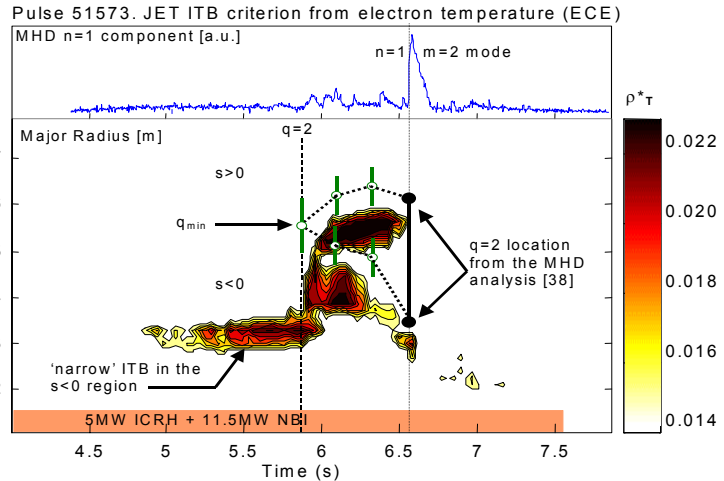 Pulse 51573. JET ITB criterion from electron temperature (ECE)
MHD n=1 component [a.u.]
n=1 m=2 mode
ρ*T
q=2
Major Radius [m]
s>0
qmin
s<0
q=2 location
from the MHD
analysis [38]
'narrow' ITB in the
s<0 region
5MW ICRH + 11.5MW NBI
0.022
0.020
0.018
0.016
0.014
4.5 5 5.5 6 6.5 7 7.5
Time (s)